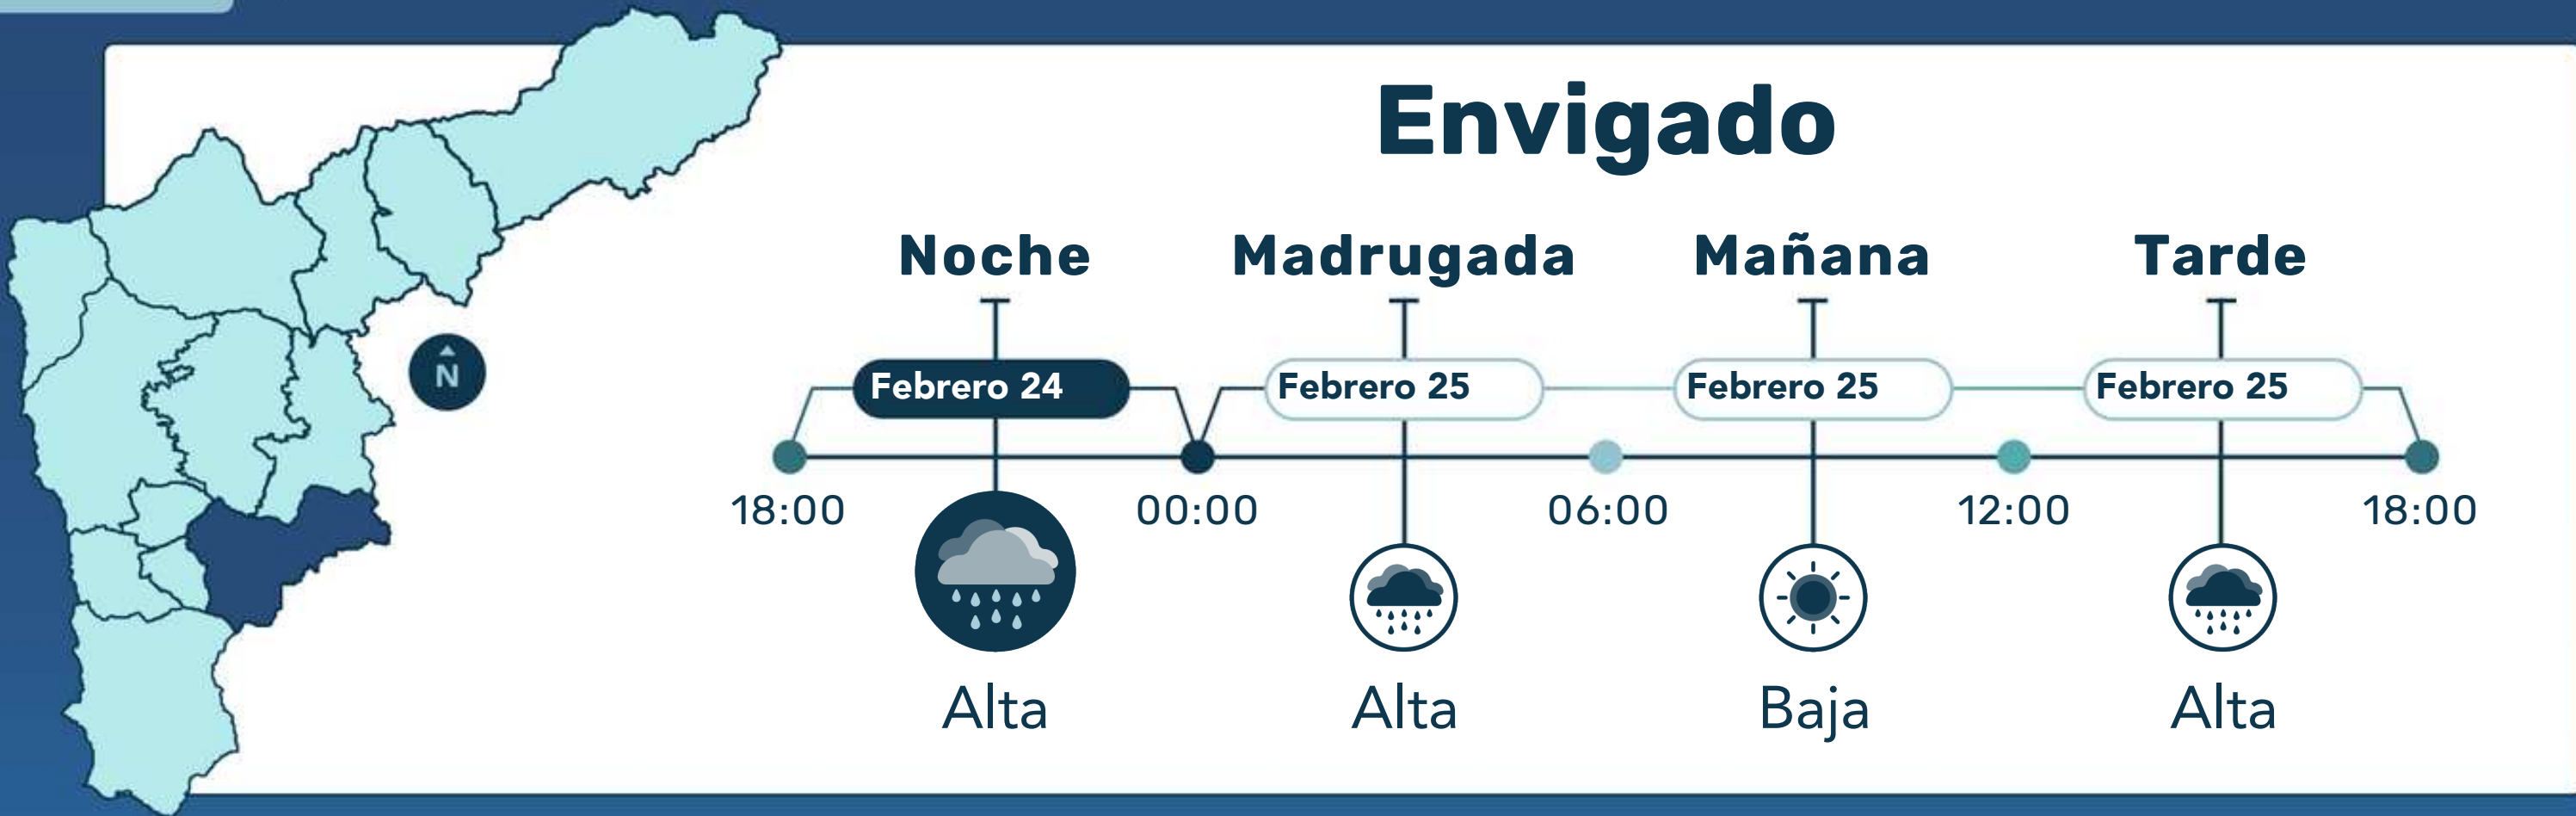 Envigado
Noche Madrugada Mañana Tarde
Febrero 24 Febrero 25 Febrero 25 Febrero 25
N
18:00 00:00 06:00 12:00 18:00
Alta Alta Baja Alta